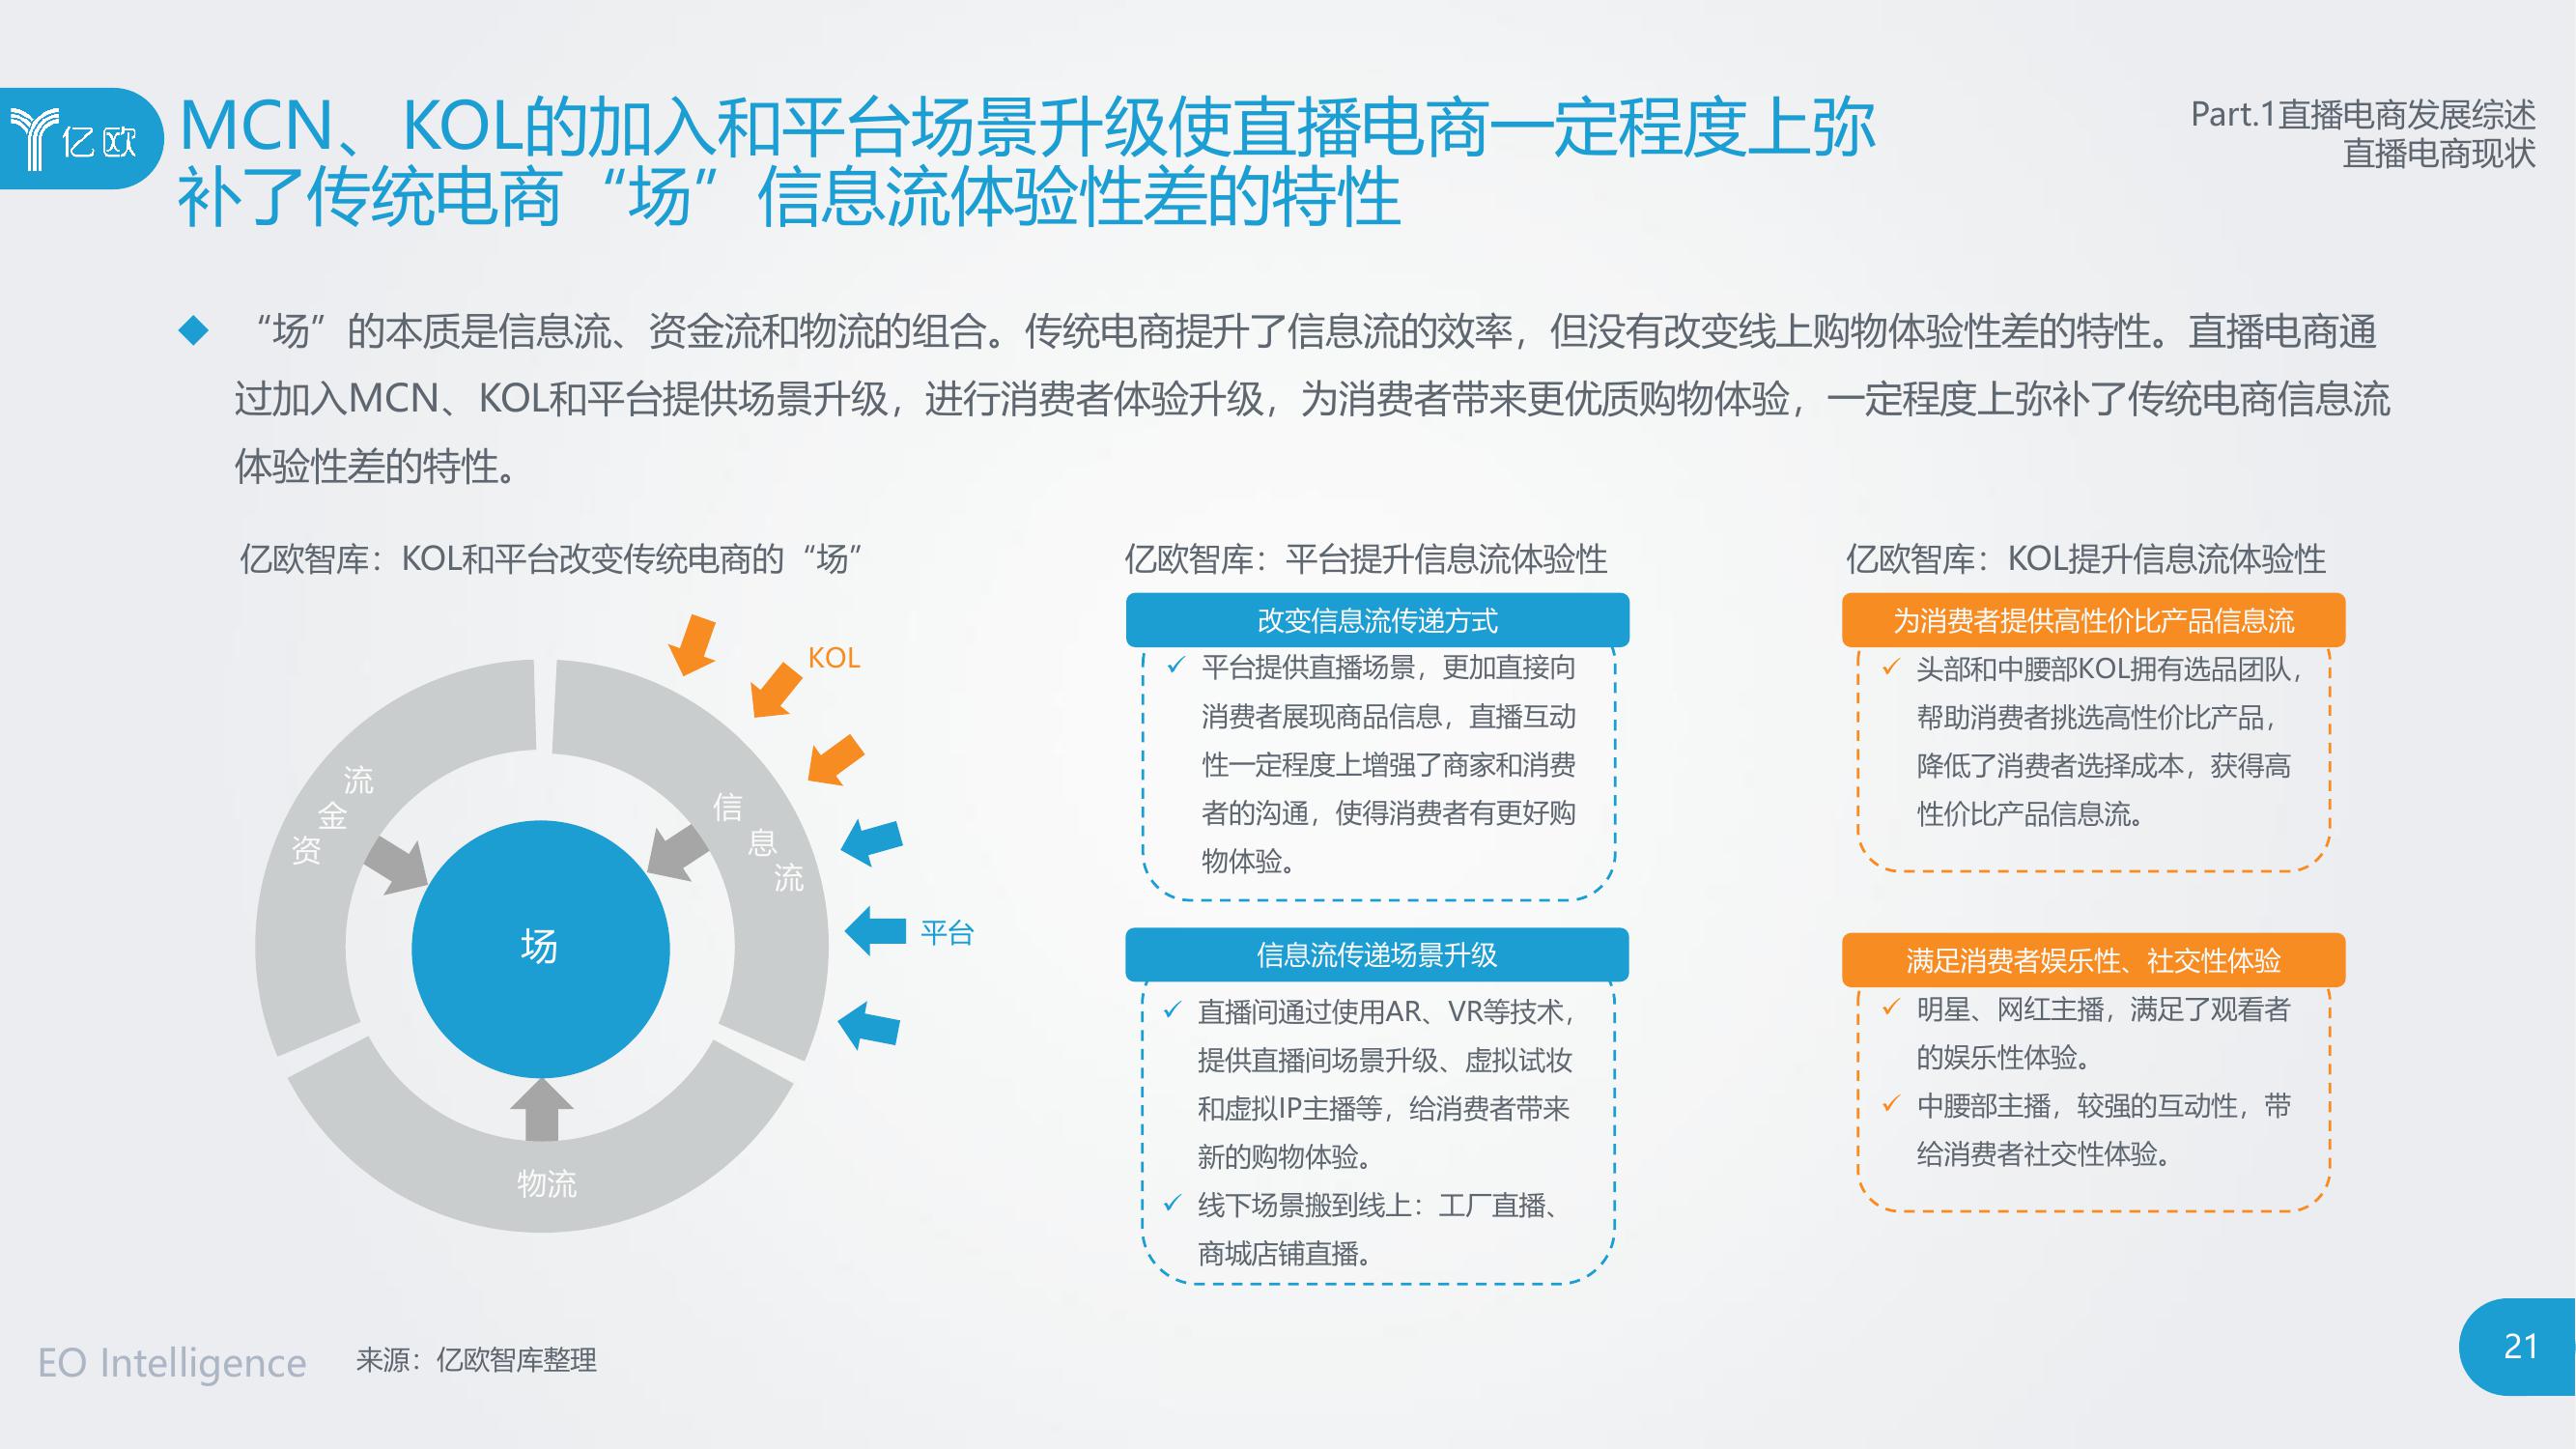 亿欧
MCN、KOL的加入和平台场景升级使直播电商一定程度上弥
补了传统电商“场”信息流体验性差的特性
Part.1直播电商发展综述
直播电商现状
“场”的本质是信息流、资金流和物流的组合。传统电商提升了信息流的效率，但没有改变线上购物体验性差的特性。直播电商通
过加入MCN、KOL和平台提供场景升级，进行消费者体验升级，为消费者带来更优质购物体验，一定程度上弥补了传统电商信息流
体验性差的特性。
亿欧智库：KOL和平台改变传统电商的“场”
KOL
资金流
信息流
场
平台
物流
亿欧智库：平台提升信息流体验性
改变信息流传递方式
✓ 平台提供直播场景，更加直接向
消费者展现商品信息，直播互动
性一定程度上增强了商家和消费
者的沟通，使得消费者有更好购
物体验。
信息流传递场景升级
✓ 直播间通过使用AR、VR等技术，
提供直播间场景升级、虚拟试妆
和虚拟IP主播等，给消费者带来
新的购物体验。
✓ 线下场景搬到线上：工厂直播、
商城店铺直播。
亿欧智库：KOL提升信息流体验性
为消费者提供高性价比产品信息流
✓ 头部和中腰部KOL拥有选品团队，
帮助消费者挑选高性价比产品，
降低了消费者选择成本，获得高
性价比产品信息流。
满足消费者娱乐性、社交性体验
✓ 明星、网红主播，满足了观看者
的娱乐性体验。
✓ 中腰部主播，较强的互动性，带
给消费者社交性体验。
EO Intelligence
来源：亿欧智库整理
21